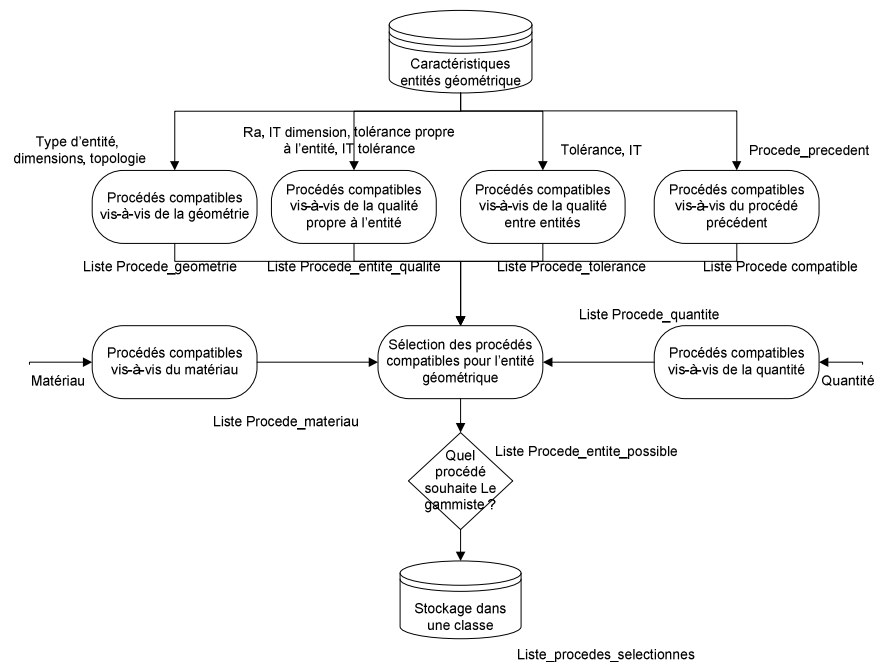 Caractéristiques
entités géométrique
Type d'entité,
dimensions, topologie
Ra, IT dimension, tolérance propre
à l'entité, IT tolérance
Tolérance, IT
Procede_precedent
Procédés compatibles
vis-à-vis de la géométrie
Procédés compatibles
vis-à-vis de la qualité
propre à l'entité
Procédés compatibles
vis-à-vis de la qualité
entre entités
Procédés compatibles
vis-à-vis du procédé
précédent
Liste Procede_geometrie
Liste Procede_entite_qualite
Liste Procede_tolerance
Liste Procede compatible
Liste Procede_quantite
Matériau
Procédés compatibles
vis-à-vis du matériau
Sélection des procédés
compatibles pour l'entité
géométrique
Procédés compatibles
vis-à-vis de la quantité
Quantité
Liste Procede_materiau
Liste Procede_entite_possible
Quel
procédé
souhaite Le
gammiste ?
Stockage dans
une classe
Liste_procedes_selectionnes